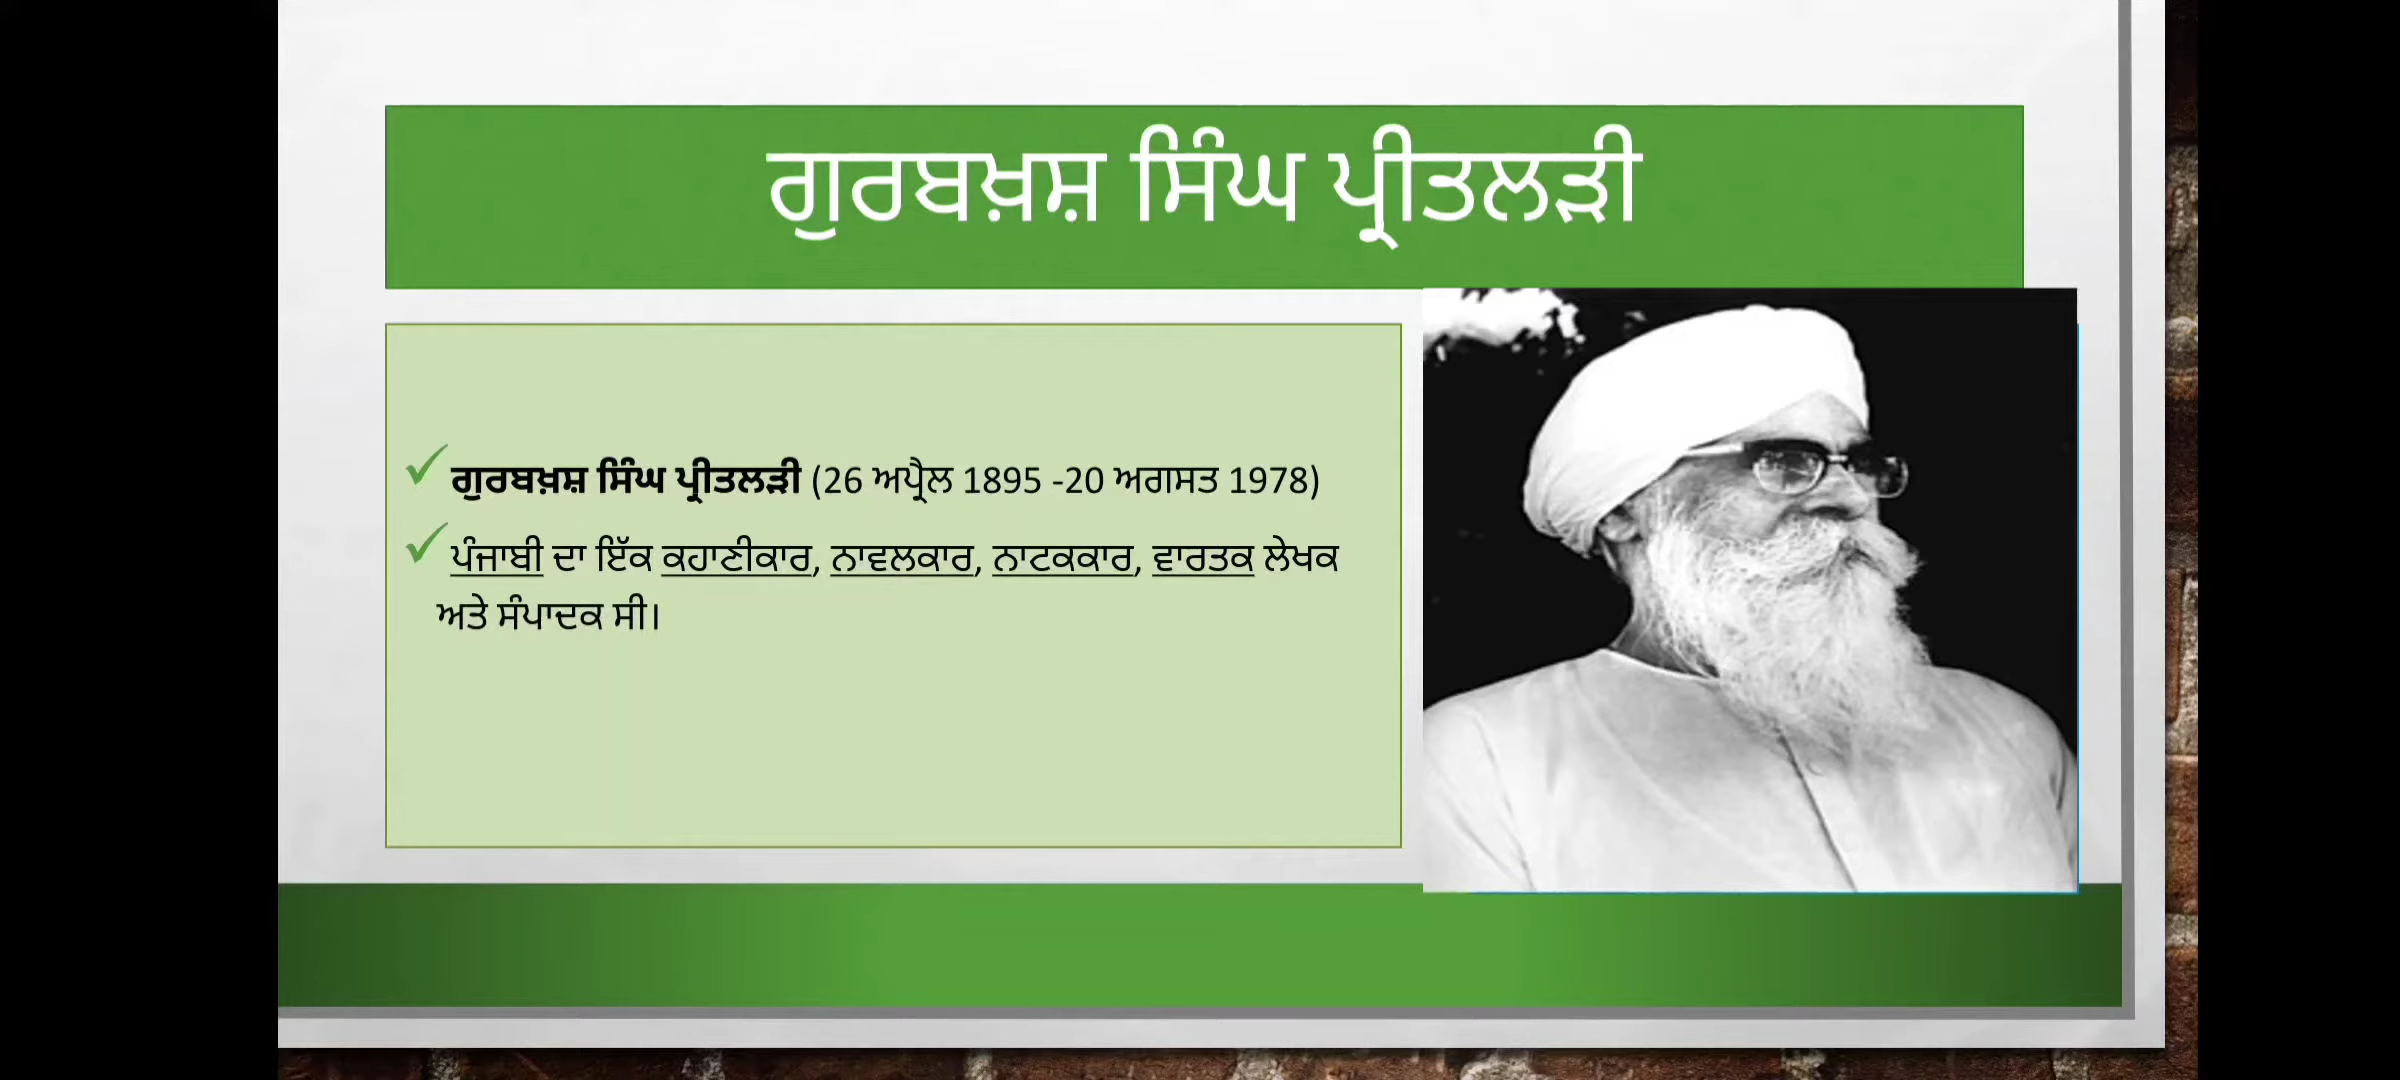 ਗੁਰਬਖ਼ਸ਼ ਸਿੰਘ ਪ੍ਰੀਤਲੜੀ
ਗੁਰਬਖ਼ਸ਼ ਸਿੰਘ ਪ੍ਰੀਤਲੜੀ (26 ਅਪ੍ਰੈਲ 1895 -20 ਅਗਸਤ 1978)
ਪੰਜਾਬੀ ਦਾ ਇੱਕ ਕਹਾਣੀਕਾਰ, ਨਾਵਲਕਾਰ, ਨਾਟਕਕਾਰ, ਵਾਰਤਕ ਲੇਖਕ
ਅਤੇ ਸੰਪਾਦਕ ਸੀ।